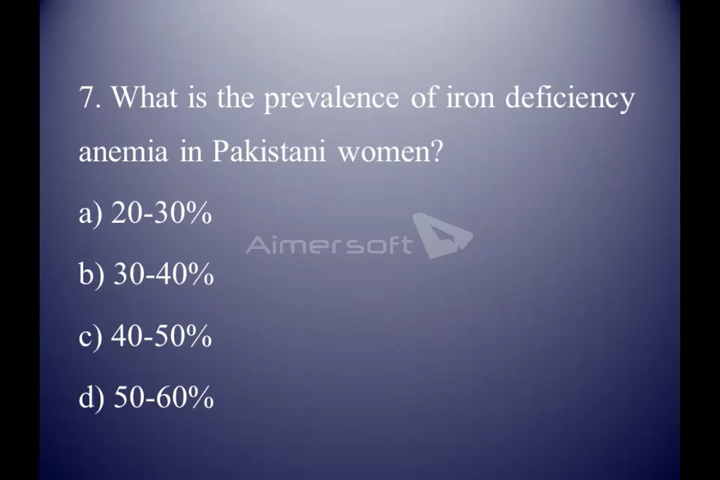 7. What is the prevalence of iron deficiency
anemia in Pakistani women?
a) 20-30%
Aimersoft
b) 30-40%
c) 40-50%
d) 50-60%